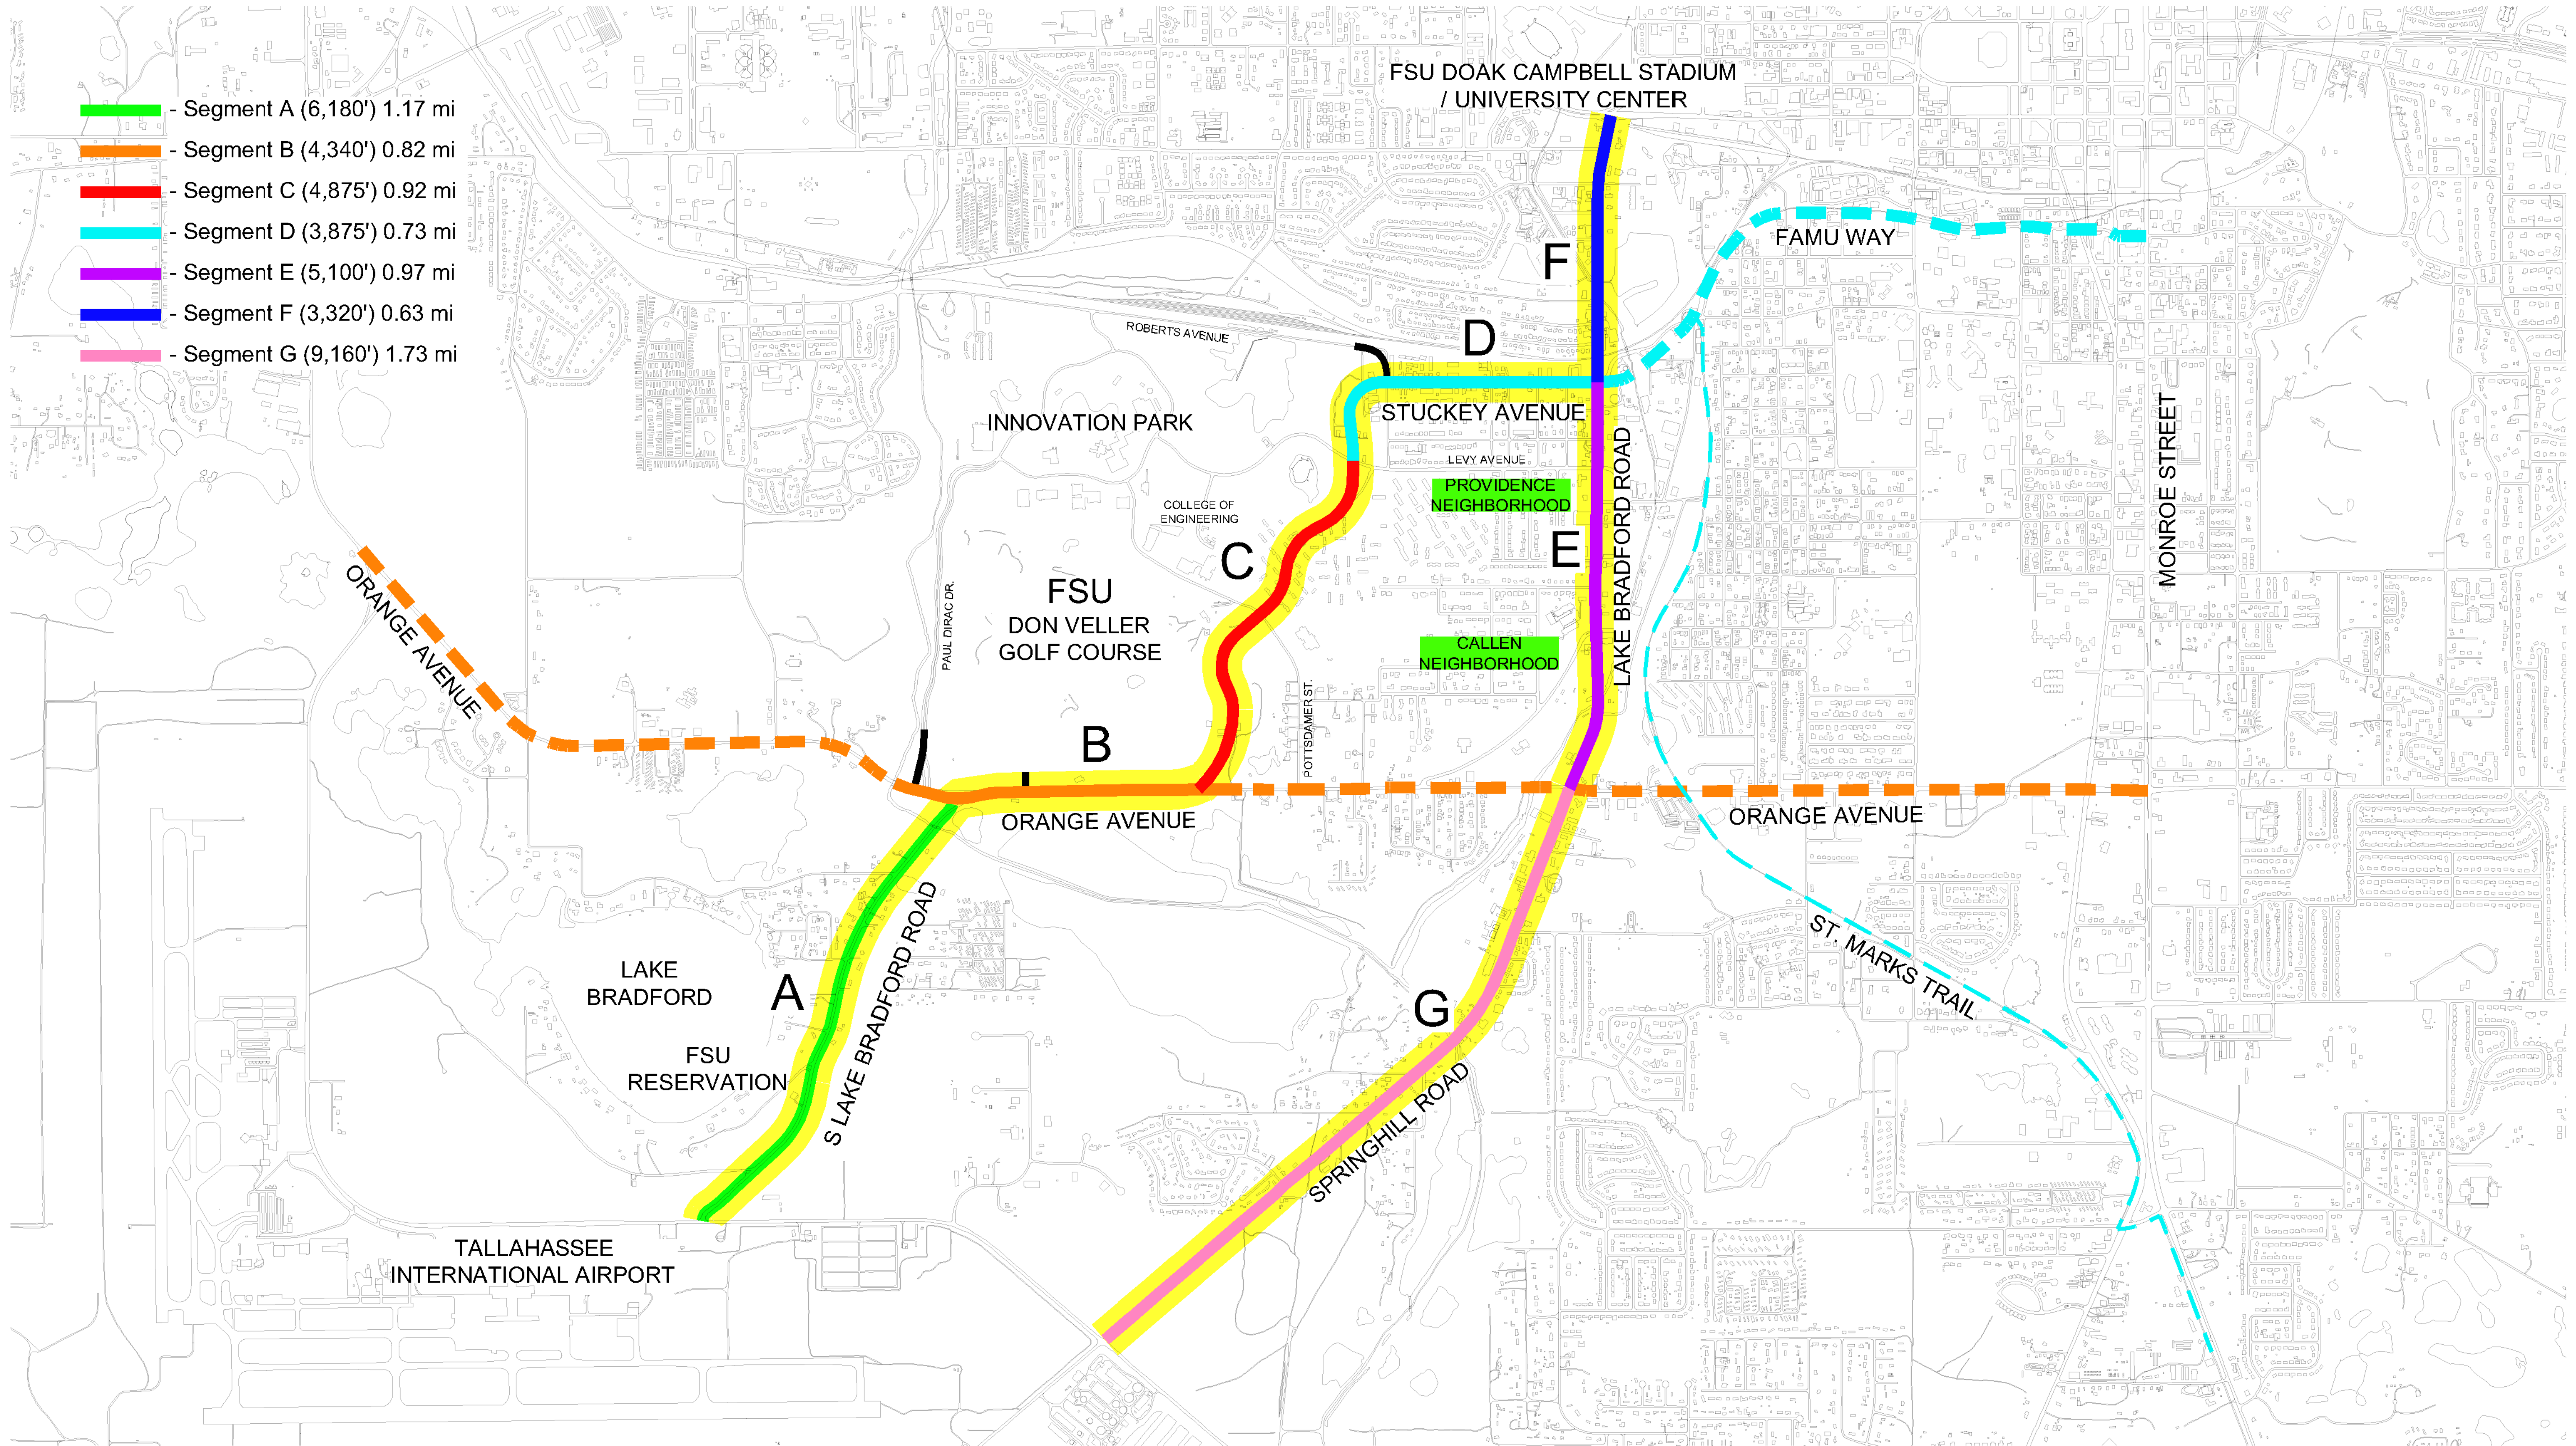 FSU DOAK CAMPBELL STADIUM
/ UNIVERSITY CENTER
- Segment A (6,180') 1.17 mi
- Segment B (4,340') 0.82 mi
- Segment C (4,875') 0.92 mi
- Segment D (3,875') 0.73 mi
- Segment E (5,100') 0.97 mi
- Segment F (3,320') 0.63 mi
- Segment G (9,160') 1.73 mi
FAMU WAY
F
ROBERTS AVENUE
D
INNOVATION PARK
STUCKEY AVENUE
LEVY AVENUE
PROVIDENCE
NEIGHBORHOOD
LAKE BRADFORD ROAD
MONROE STREET
COLLEGE OF
ENGINEERING
C
E
FSU
DON VELLER
GOLF COURSE
PAUL DIRAC DR.
ORANGE AVENUE
CALLEN
NEIGHBORHOOD
POTTSDAMER ST.
B
ORANGE AVENUE
ORANGE AVENUE
S LAKE BRADFORD ROAD
LAKE
BRADFORD
A
G
ST. MARKS TRAIL
FSU
RESERVATION
SPRINGHILL ROAD
TALLAHASSEE
INTERNATIONAL AIRPORT